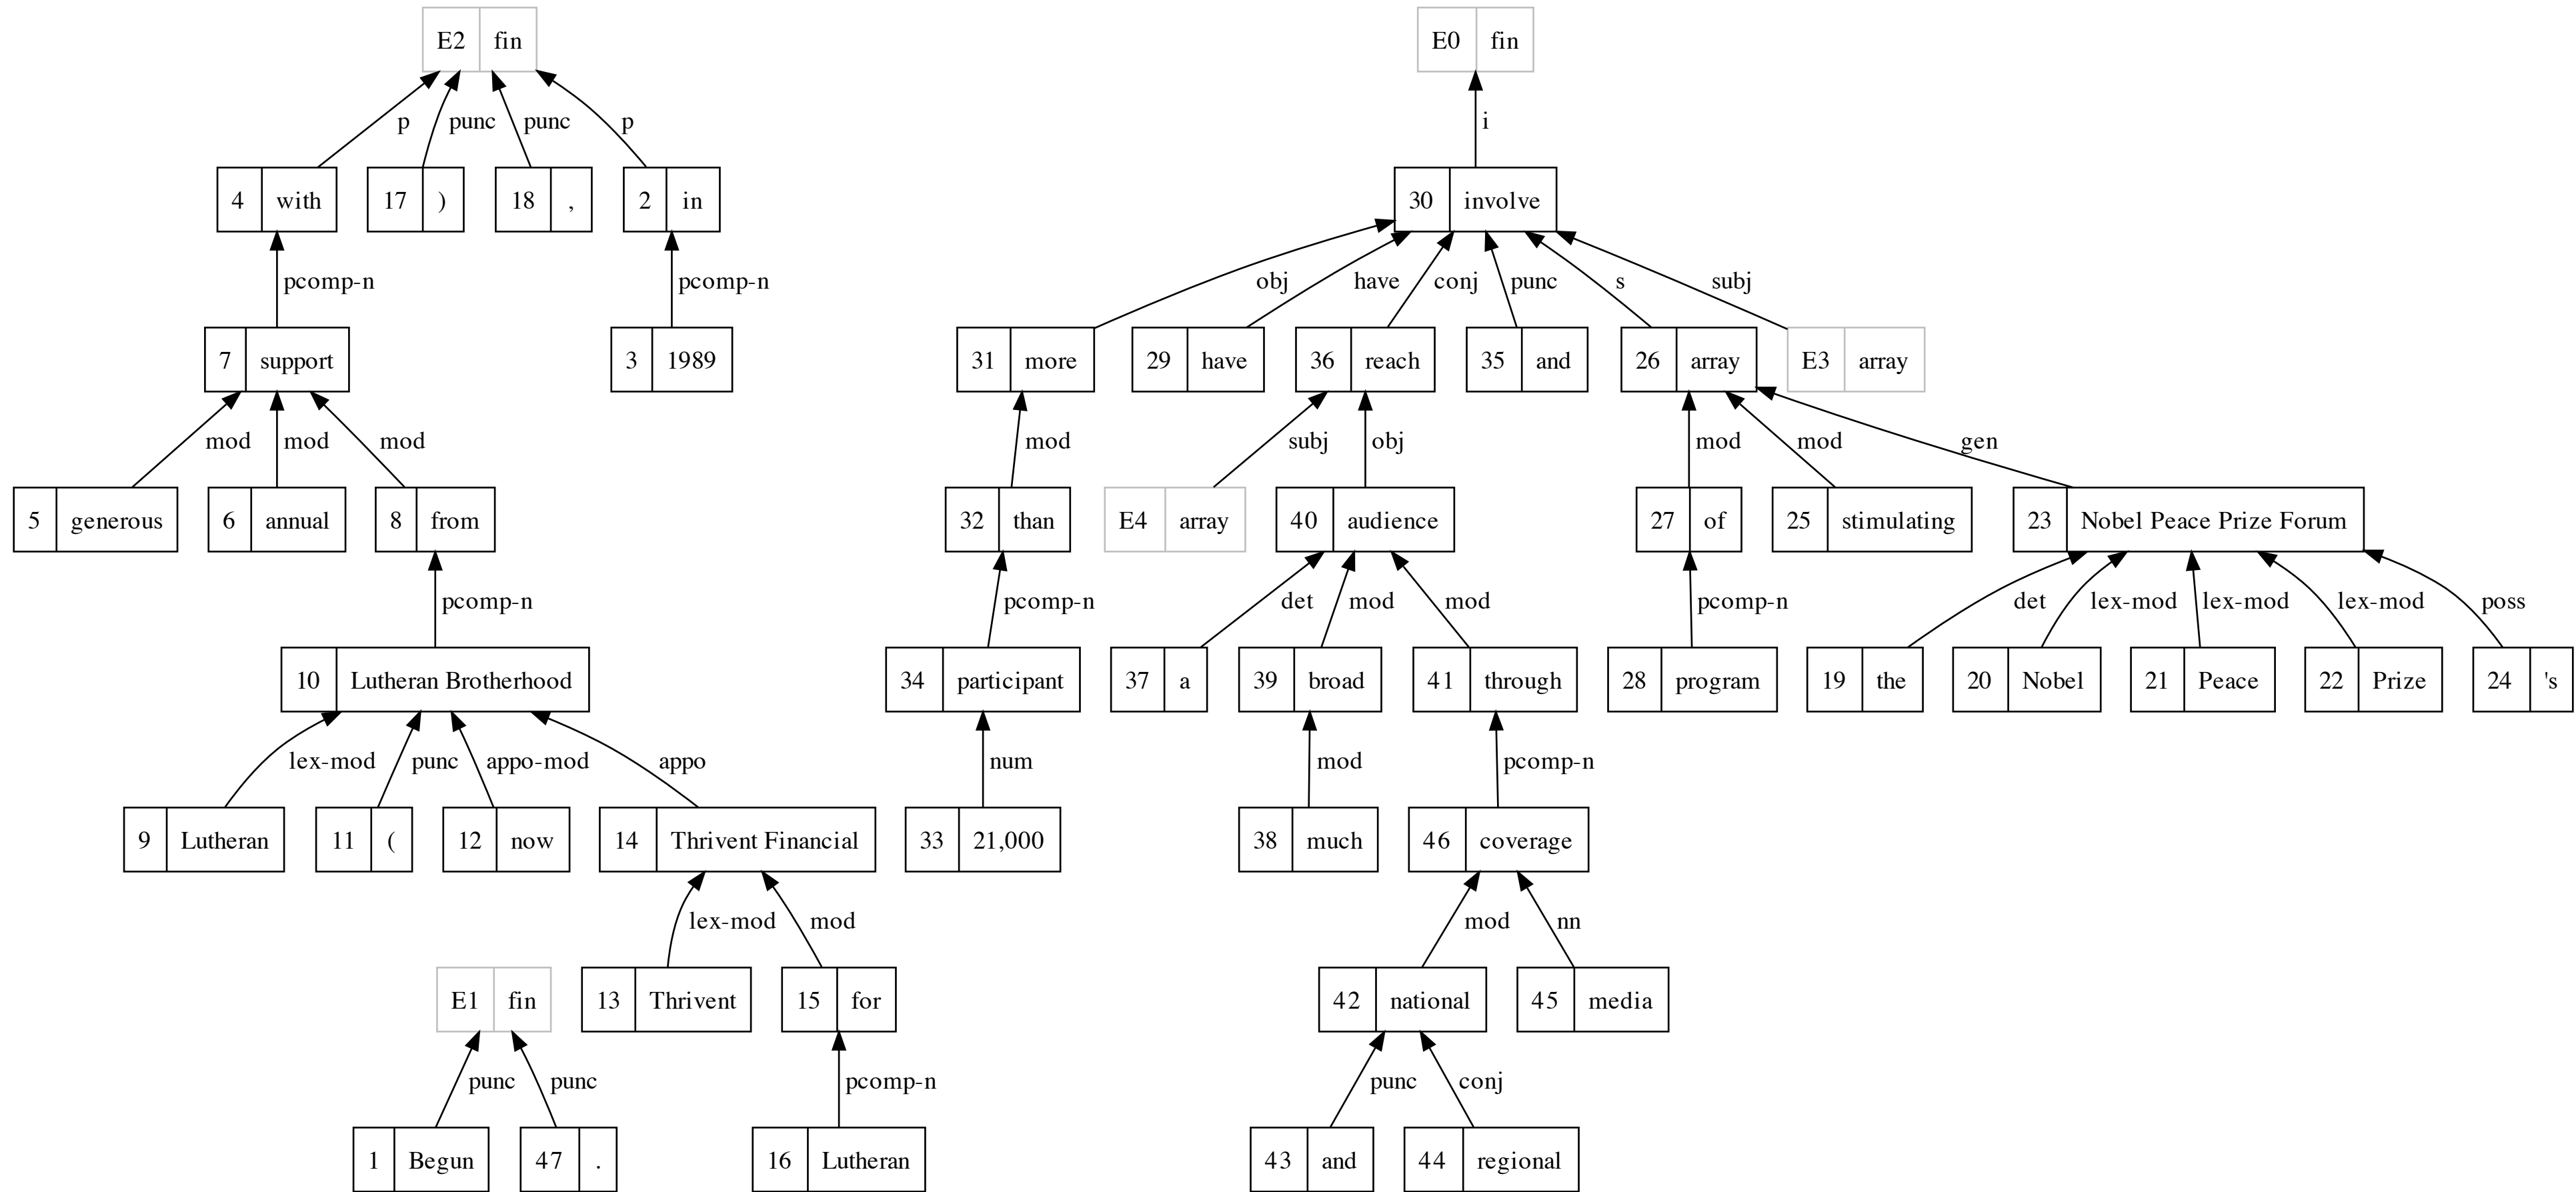 E2 fin E0 fin
i
p punc punc p
4 with 17 ) 18 , 2 in 30 involve
pcomp-n pcomp-n obj have conj punc s subj
7 support 3 1989 31 more 29 have 36 reach 35 and 26 array E3 array
mod mod mod mod subj obj mod mod gen
5 generous 6 annual 8 from 32 than E4 array 40 audience 27 of 25 stimulating 23 Nobel Peace Prize Forum
pcomp-n pcomp-n det mod mod pcomp-n det lex-mod lex-mod lex-mod poss
10 Lutheran Brotherhood 34 participant 37 a 39 broad 41 through 28 program 19 the 20 Nobel 21 Peace 22 Prize 24 's
lex-mod punc appo-mod appo num mod pcomp-n
9 Lutheran 11 ( 12 now 14 Thrivent Financial 33 21,000 38 much 46 coverage
lex-mod mod mod nn
E1 fin 13 Thrivent 15 for 42 national 45 media
punc punc pcomp-n punc conj
1 Begun 47 . 16 Lutheran 43 and 44 regional